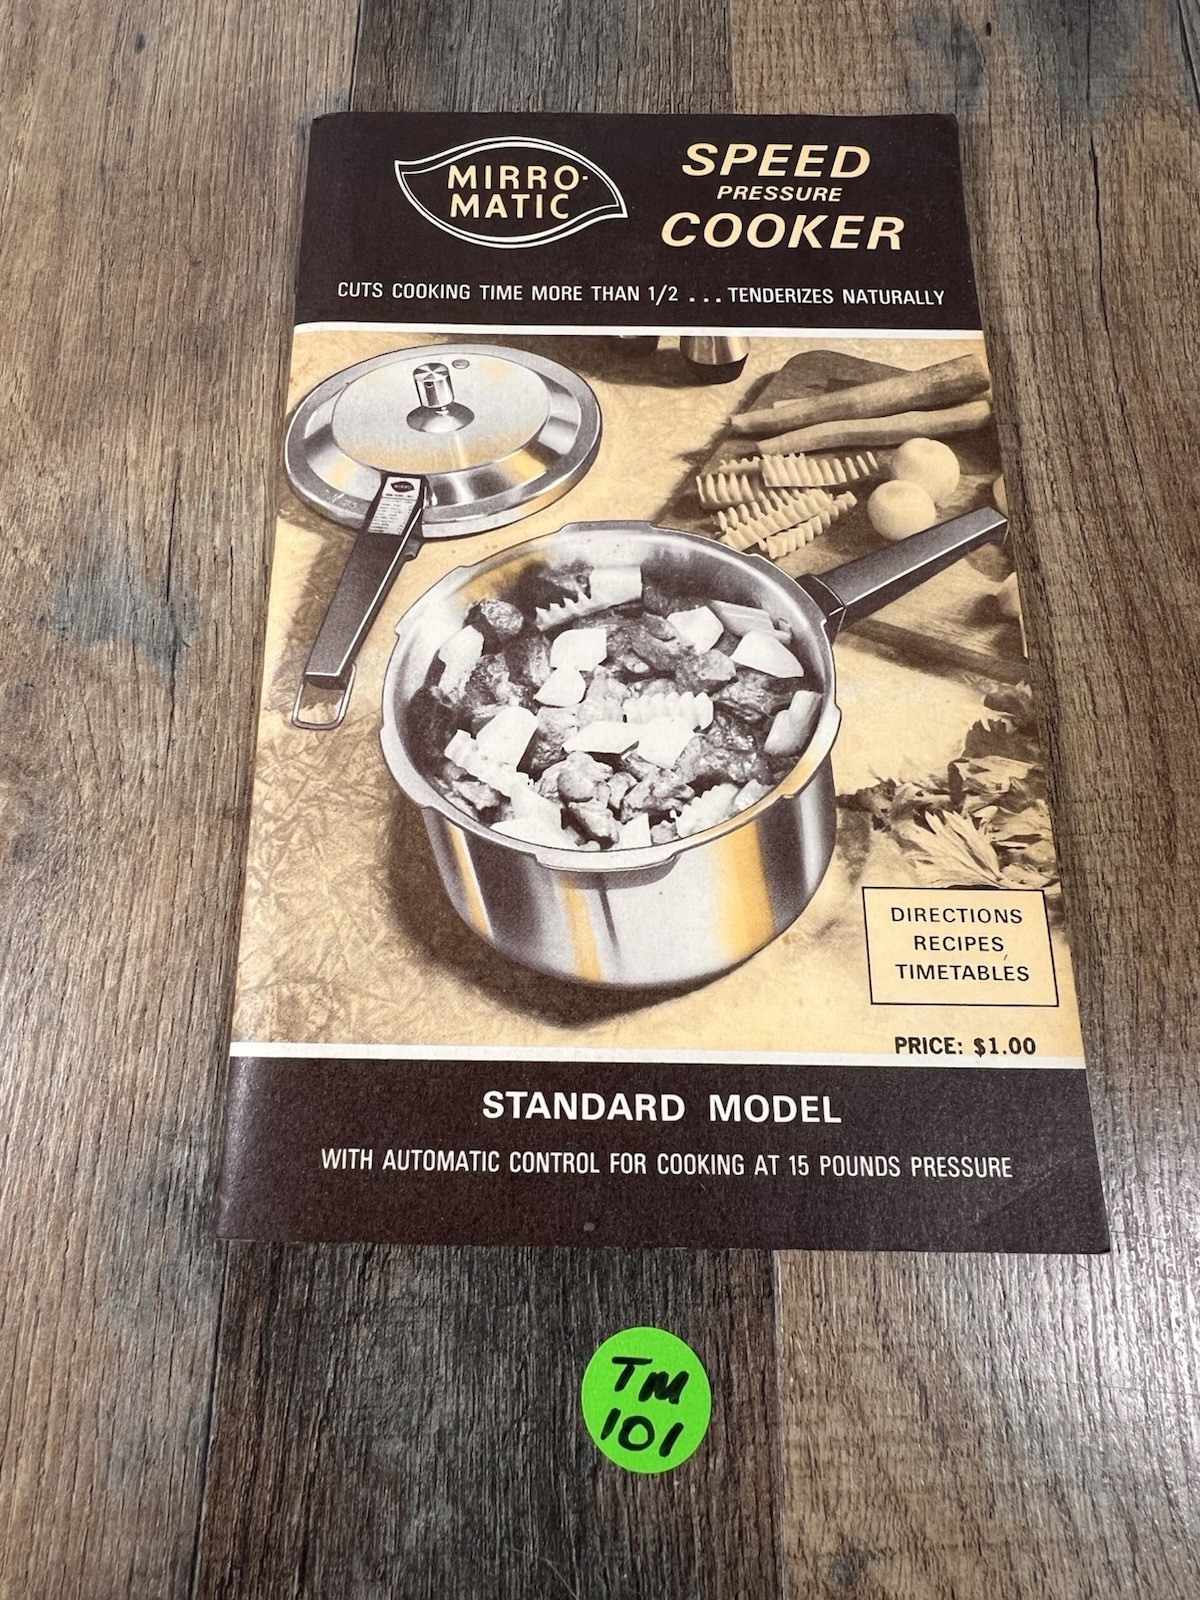 MIRRO-
MATIC
SPEED
PRESSURE
COOKER
CUTS COOKING TIME MORE THAN 1/2 ... TENDERIZES NATURALLY
MIRRO
DIRECTIONS
RECIPES
TIMETABLES
PRICE: $1.00
STANDARD MODEL
WITH AUTOMATIC CONTROL FOR COOKING AT 15 POUNDS PRESSURE
TM
101